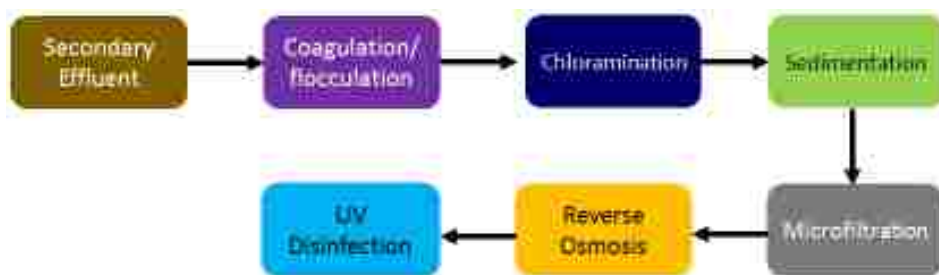 Secondary
Effluent
Coagulation/
flocculation
Chloramination
Sedimentation
Microfiltration
Reverse
Osmosis
UV
Disinfection